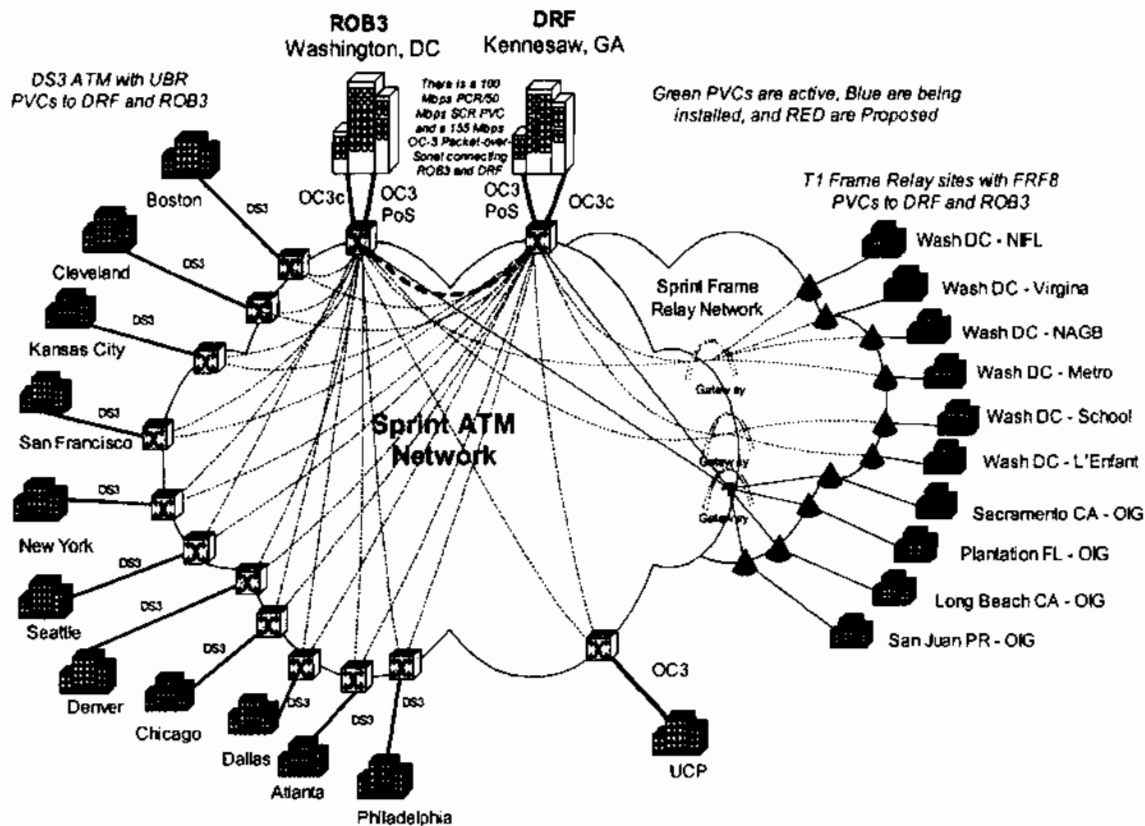 ROB3
Washington, DC
DRF
Kennesaw, GA
DS3 ATM with UBR
PVCs to DRF and ROB3
There is a 100
Mbps PCR/50
Mbps SCR PVC
and a 155 Mbps
OC-3 Packet-over-
Sonet connecting
ROB3 and DRF
Green PVCs are active, Blue are being
installed, and RED are Proposed
T1 Frame Relay sites with FRF8
PVCs to DRF and ROB3
OC3c
OC3
PoS
OC3
PoS
OC3c
Boston
DS3
Cleveland
DS3
Kansas City
DS3
San Francisco
DS3
New York
DS3
Seattle
DS3
Denver
DS3
Chicago
DS3
Dallas
DS3
Atlanta
DS3
Philadelphia
DS3
Sprint ATM
Network
Sprint Frame
Relay Network
Gateway
Gateway
Gateway
Wash DC - NIFL
Wash DC - Virgina
Wash DC - NAGB
Wash DC - Metro
Wash DC - School
Wash DC - L'Enfant
Sacramento CA - OIG
Plantation FL - OIG
Long Beach CA - OIG
San Juan PR - OIG
OC3
UCP